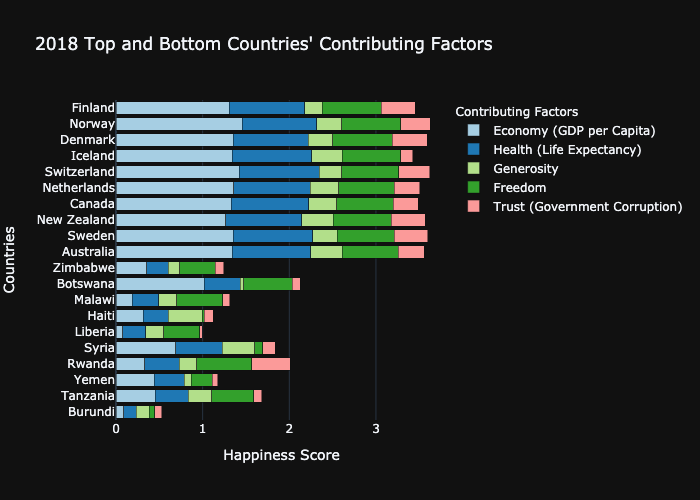 2018 Top and Bottom Countries' Contributing Factors
Contributing Factors
Economy (GDP per Capita)
Health (Life Expectancy)
Generosity
Freedom
Trust (Government Corruption)
Countries
Finland
Norway
Denmark
Iceland
Switzerland
Netherlands
Canada
New Zealand
Sweden
Australia
Zimbabwe
Botswana
Malawi
Haiti
Liberia
Syria
Rwanda
Yemen
Tanzania
Burundi
0 1 2 3
Happiness Score